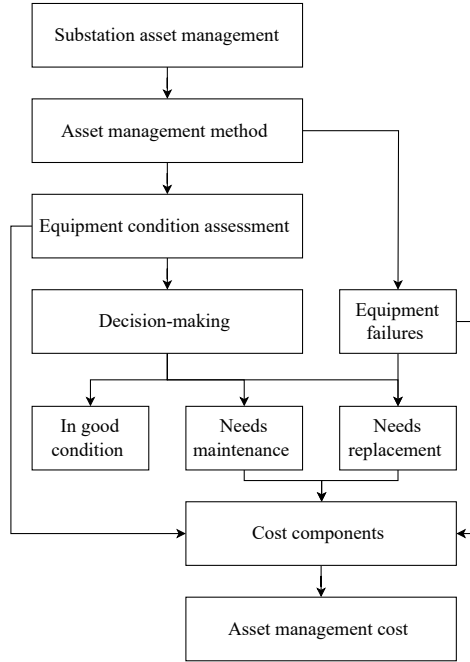 Substation asset management
Asset management method
Equipment condition assessment
Decision-making
Equipment
failures
In good
condition
Needs
maintenance
Needs
replacement
Cost components
Asset management cost